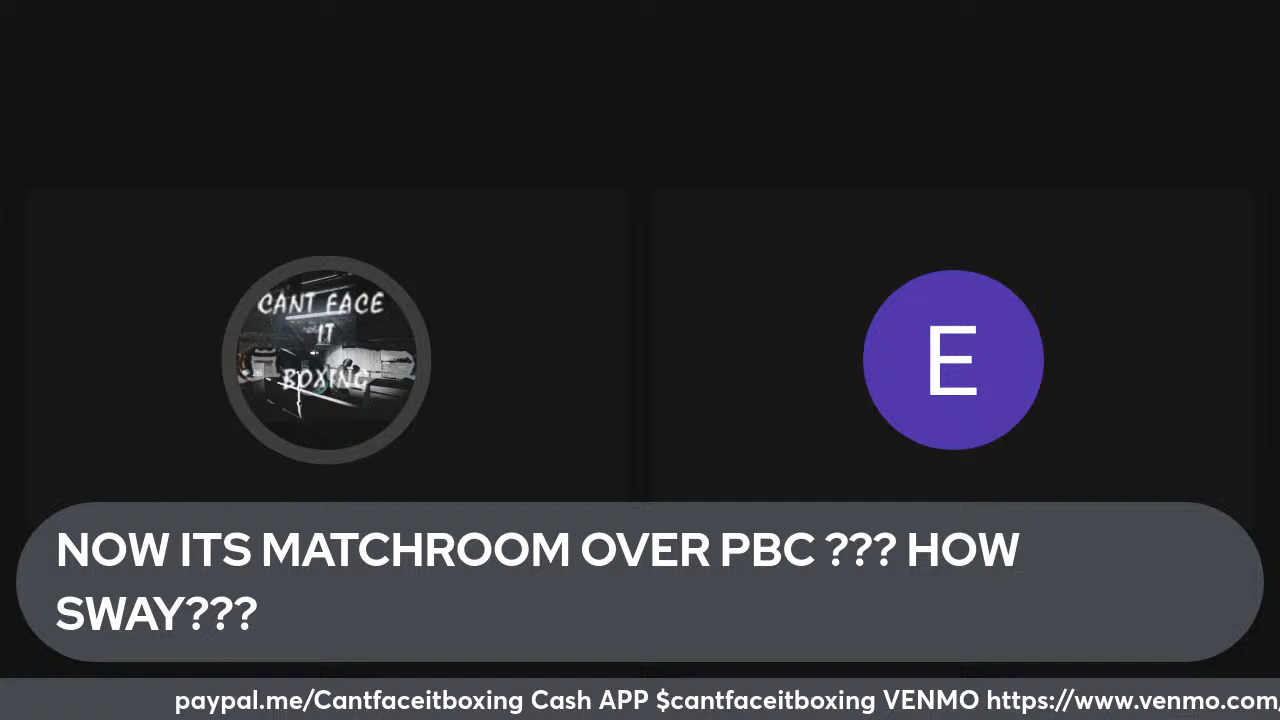 CANT FACE
IT
BOXING
E
NOW ITS MATCHROOM OVER PBC ??? HOW
SWAY???
paypal.me/Cantfaceitboxing Cash APP $cantfaceitboxing VENMO https://www.venmo.com/